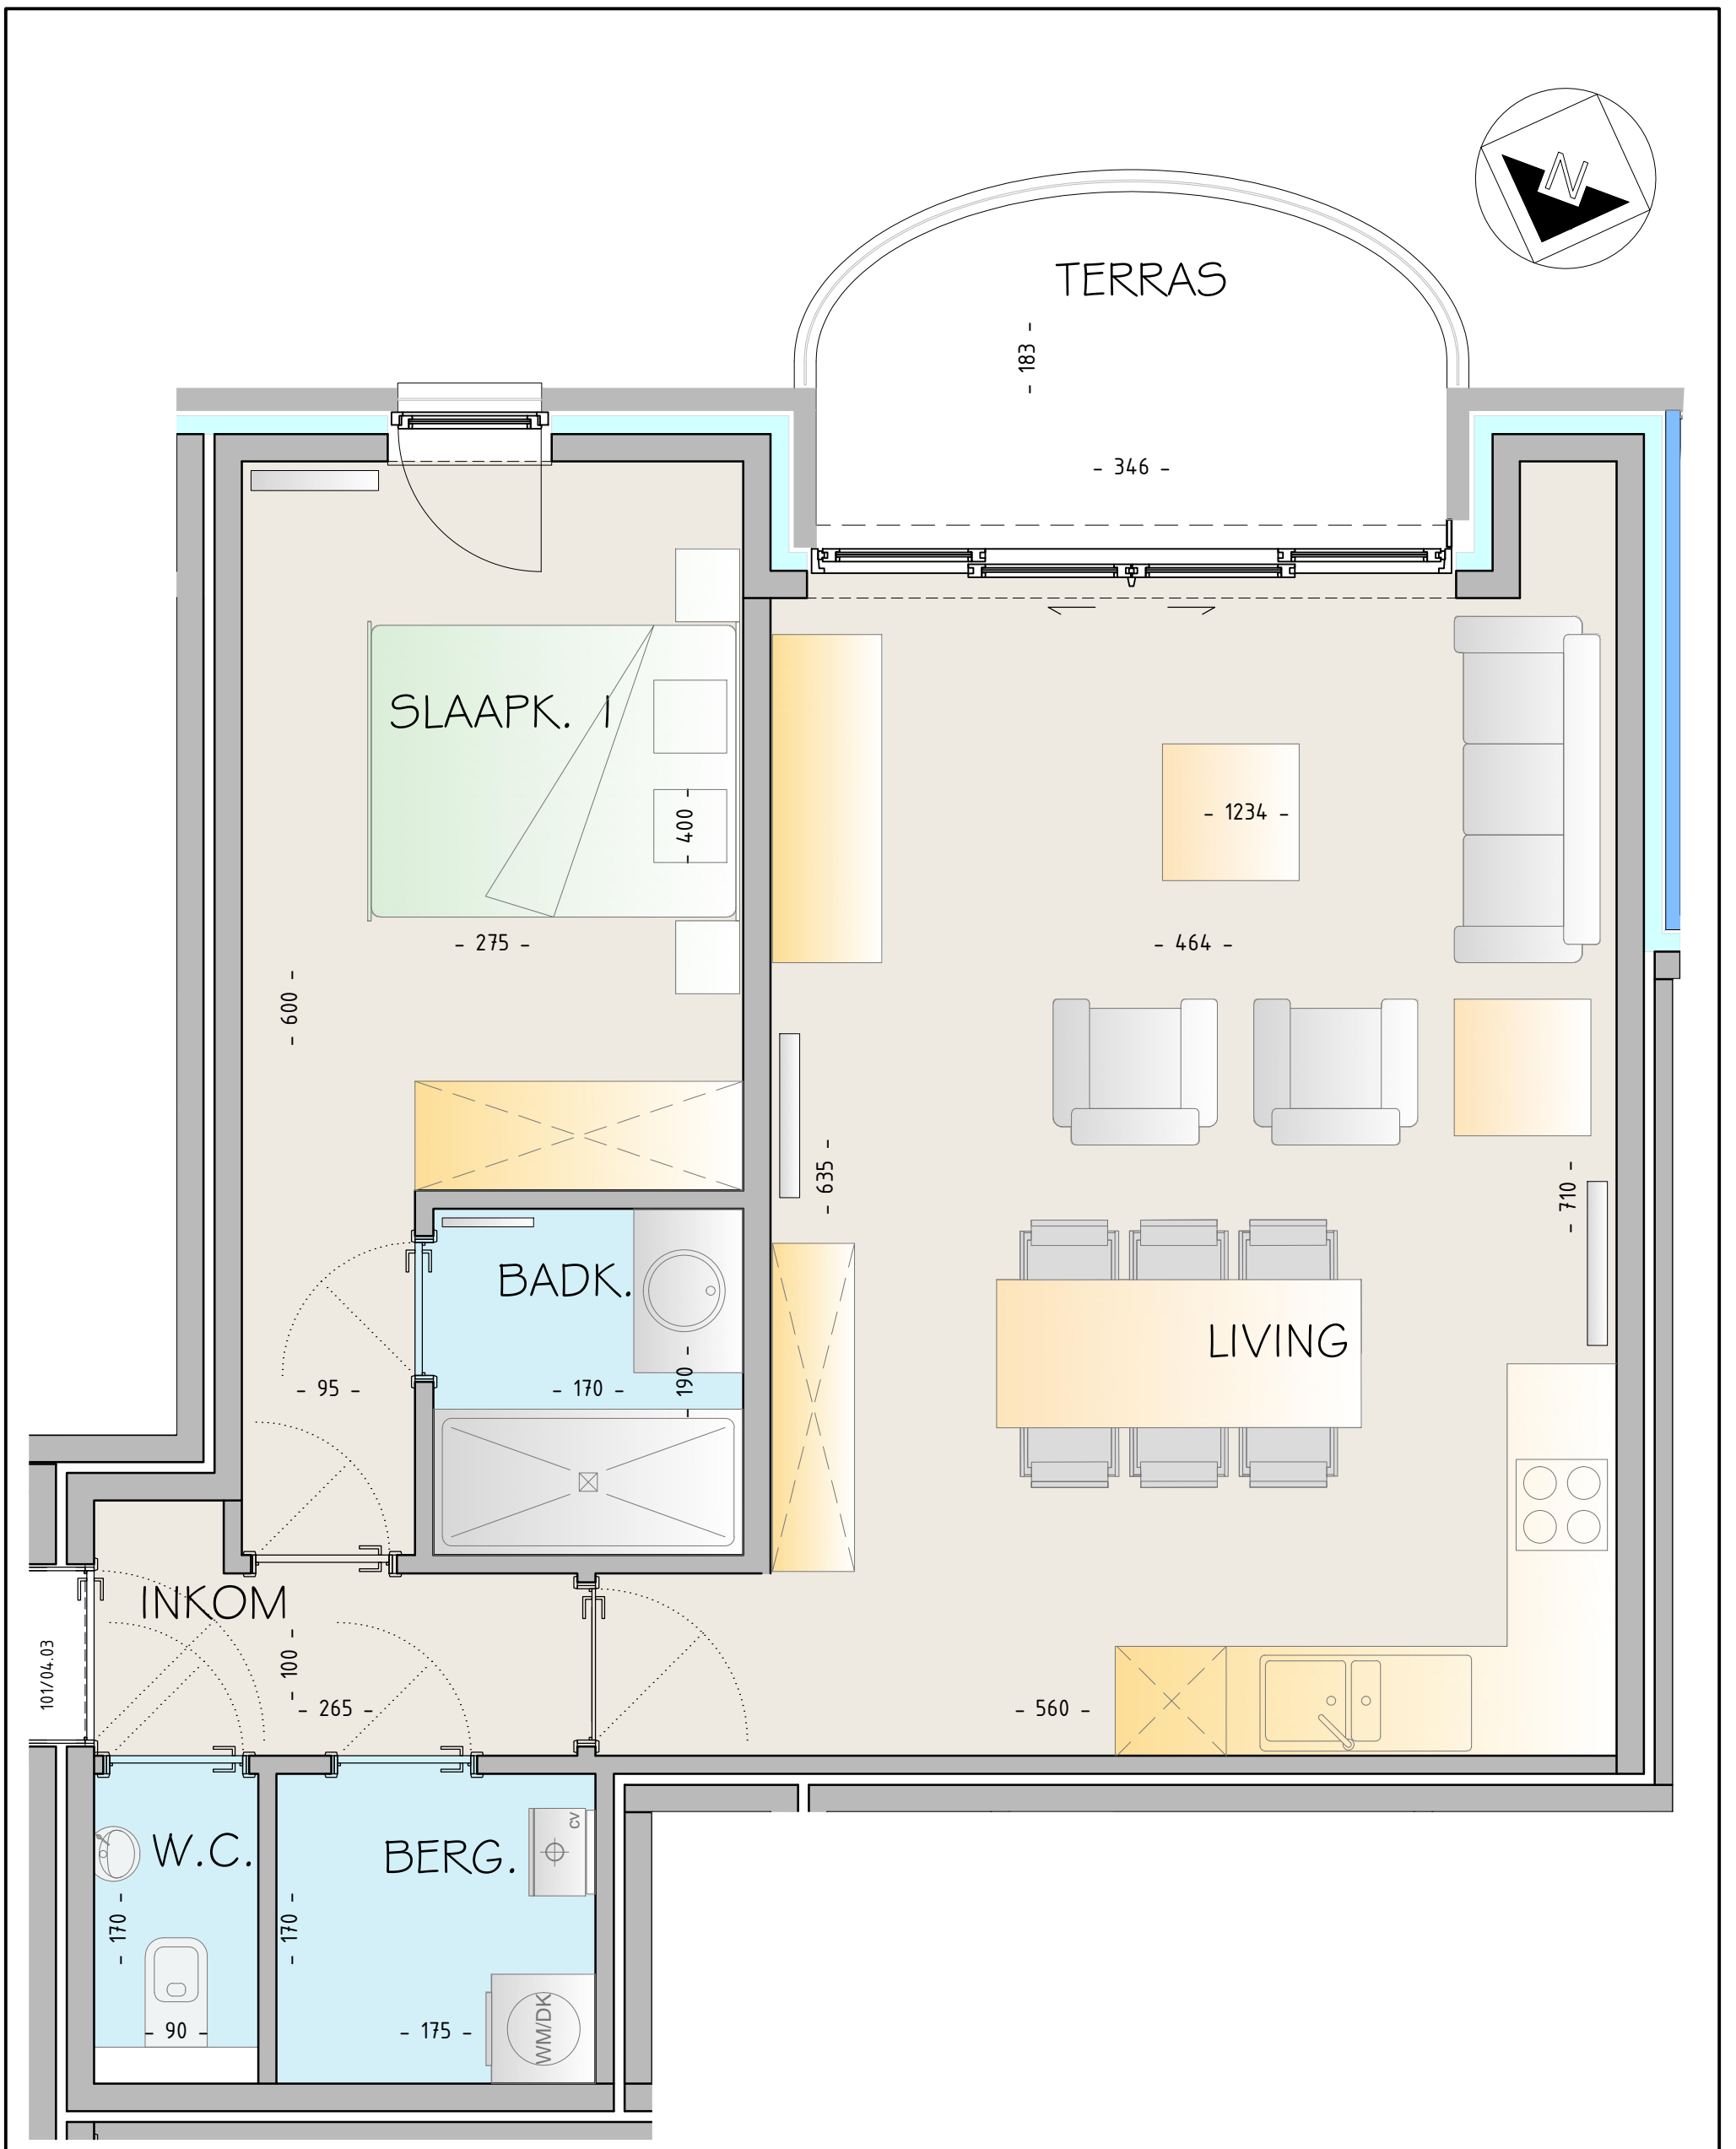 N
TERRAS
- 183 -
- 346 -
SLAAPK. 1
- 400 -
- 1234 -
- 275 -
- 464 -
- 600 -
- 635 -
- 710 -
BADK.
LIVING
- 95 -
- 170 -
- 190 -
INKOM
101/04.03
- 100 -
- 265 -
- 560 -
W.C.
BERG.
CV
- 170 -
- 170 -
- 90 -
- 175 -
WM/DK